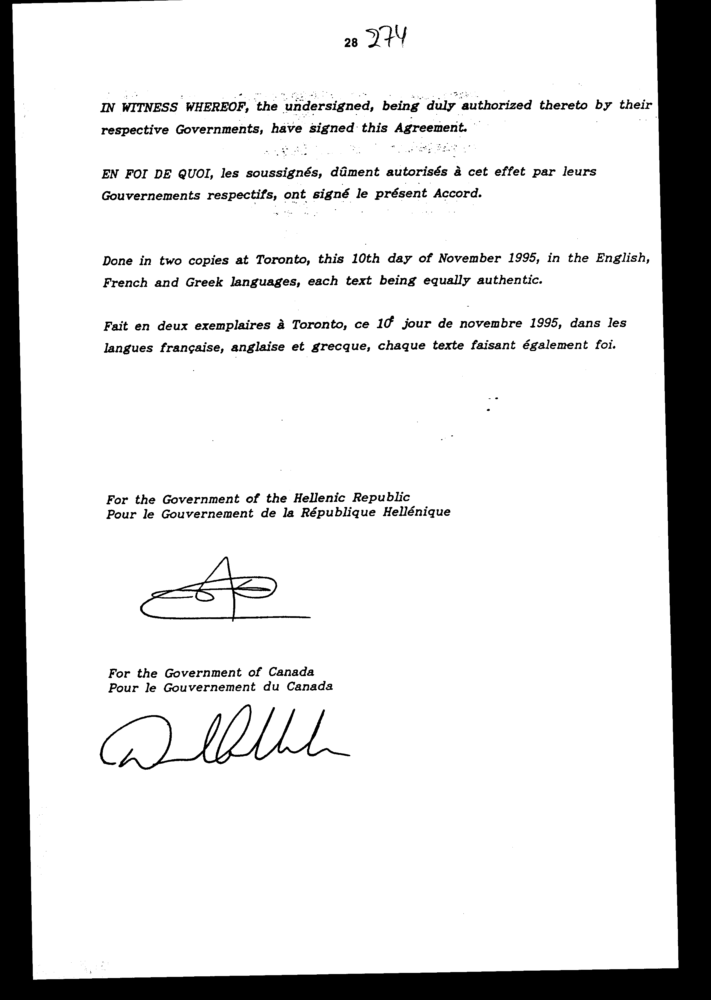 28 274
IN WITNESS WHEREOF, the undersigned, being duly authorized thereto by their
respective Governments, have signed this Agreement.
EN FOI DE QUOI, les soussignés, dûment autorisés à cet effet par leurs
Gouvernements respectifs, ont signé le présent Accord.
Done in two copies at Toronto, this 10th day of November 1995, in the English,
French and Greek languages, each text being equally authentic.
Fait en deux exemplaires à Toronto, ce 10e jour de novembre 1995, dans les
langues française, anglaise et grecque, chaque texte faisant également foi.
For the Government of the Hellenic Republic
Pour le Gouvernement de la République Hellénique
For the Government of Canada
Pour le Gouvernement du Canada